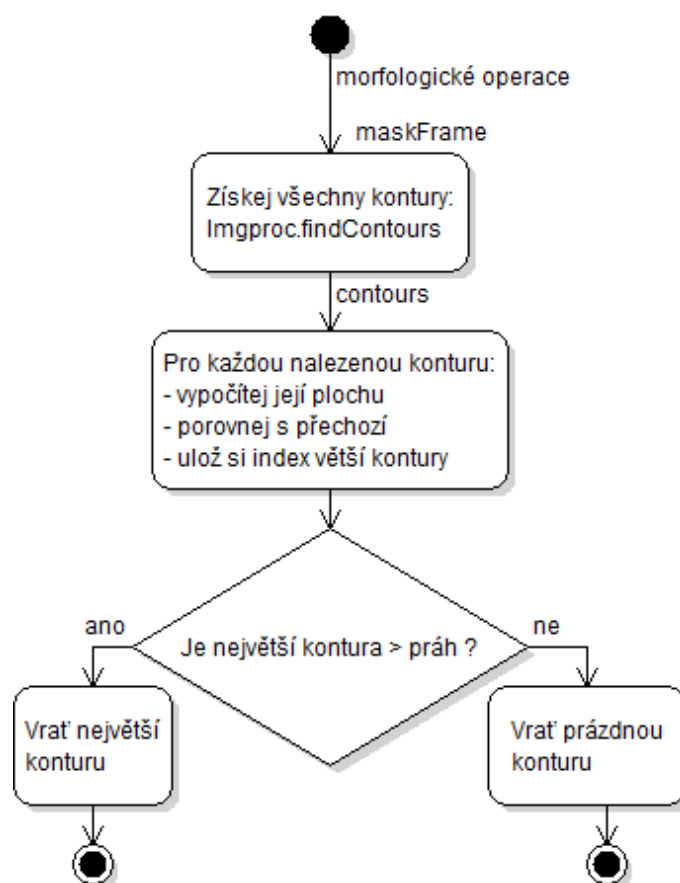 morfologické operace
maskFrame
Získej všechny kontury:
Imgproc.findContours
contours
Pro každou nalezenou konturu:
- vypočítej její plochu
- porovnej s přechozí
- ulož si index větší kontury
Je největší kontura > práh ?
ano
ne
Vrať největší
konturu
Vrať prázdnou
konturu